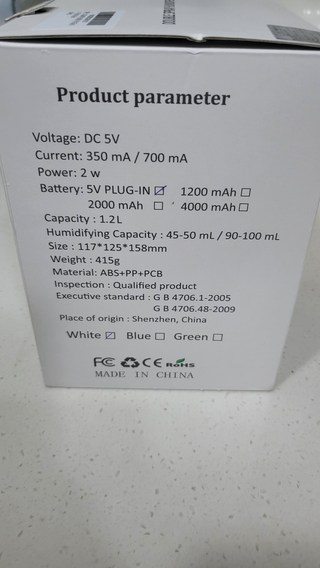 Product parameter
Voltage: DC 5V
Current: 350 mA / 700 mA
Power: 2 w
Battery: 5V PLUG-IN ☑ 1200 mAh ☐
2000 mAh ☐ 4000 mAh ☐
Capacity : 1.2L
Humidifying Capacity : 45-50 mL / 90-100 mL
Size : 117*125*158mm
Weight : 415g
Material: ABS+PP+PCB
Inspection : Qualified product
Executive standard : G B 4706.1-2005
G B 4706.48-2009
Place of origin : Shenzhen, China
White ☑ Blue ☐ Green ☐
FC CE RoHS
MADE IN CHINA